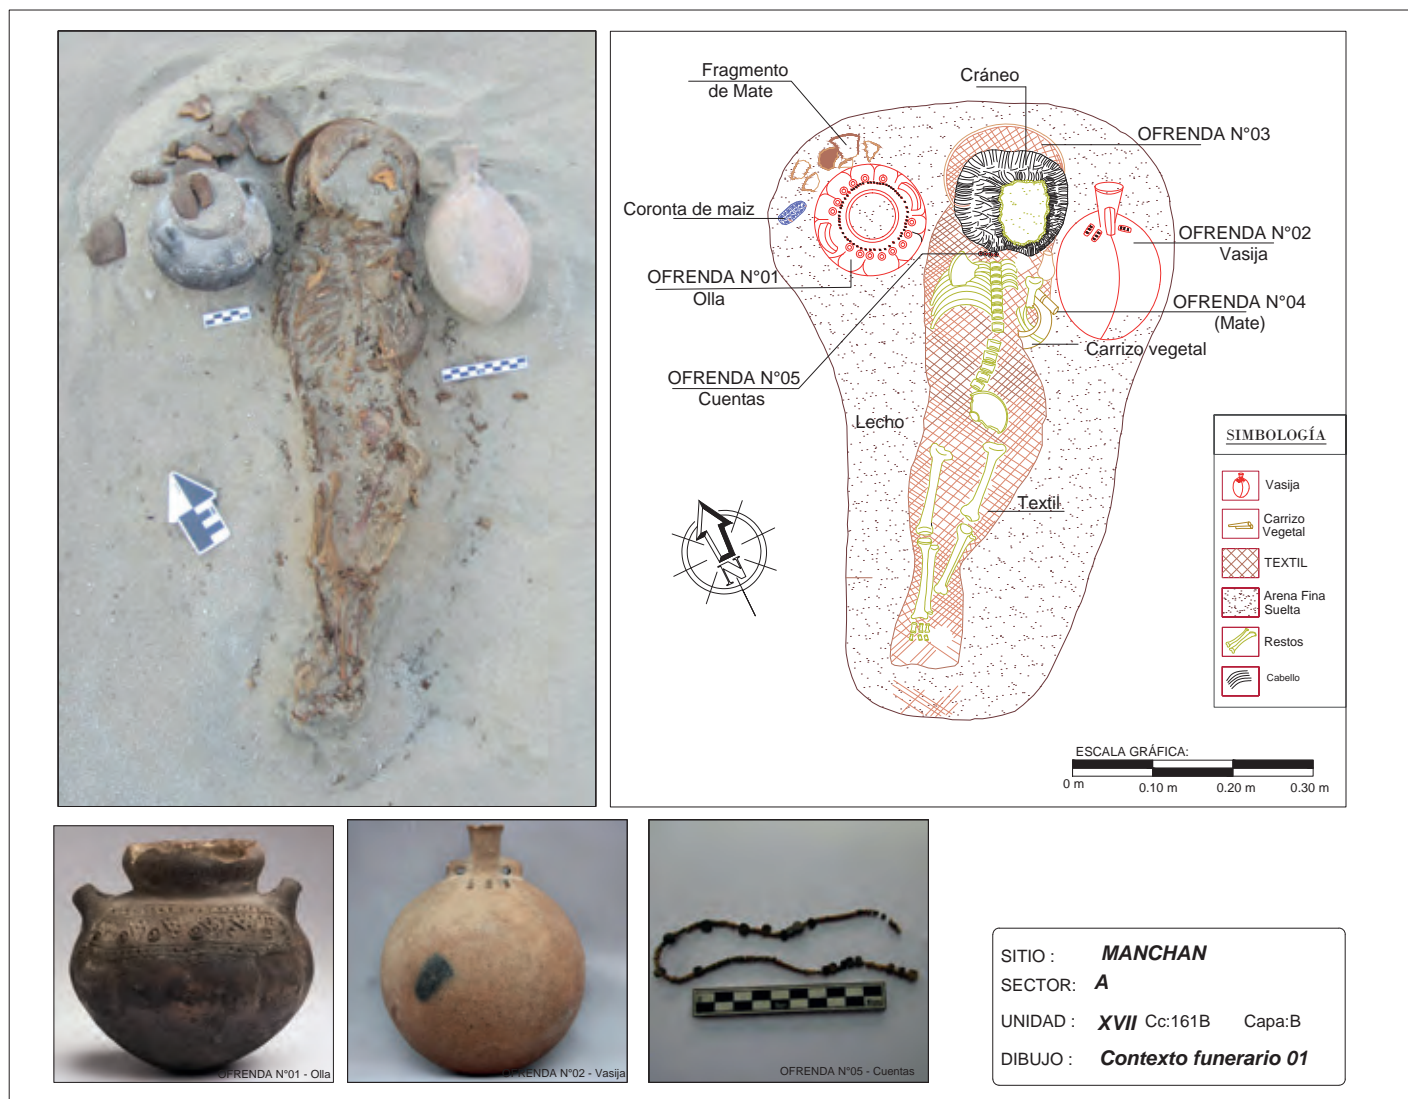 Fragmento
de Mate
Cráneo
OFRENDA N°03
Coronta de maiz
OFRENDA N°02
Vasija
OFRENDA N°01
Olla
OFRENDA N°04
(Mate)
Carrizo vegetal
OFRENDA N°05
Cuentas
Lecho
Textil
N
SIMBOLOGÍA
Vasija
Carrizo
Vegetal
TEXTIL
Arena Fina
Suelta
Restos
Cabello
ESCALA GRÁFICA:
0 m 0.10 m 0.20 m 0.30 m
OFRENDA N°01 - Olla
OFRENDA N°02 - Vasija
OFRENDA N°05 - Cuentas
SITIO : MANCHAN
SECTOR: A
UNIDAD : XVII Cc:161B Capa:B
DIBUJO : Contexto funerario 01